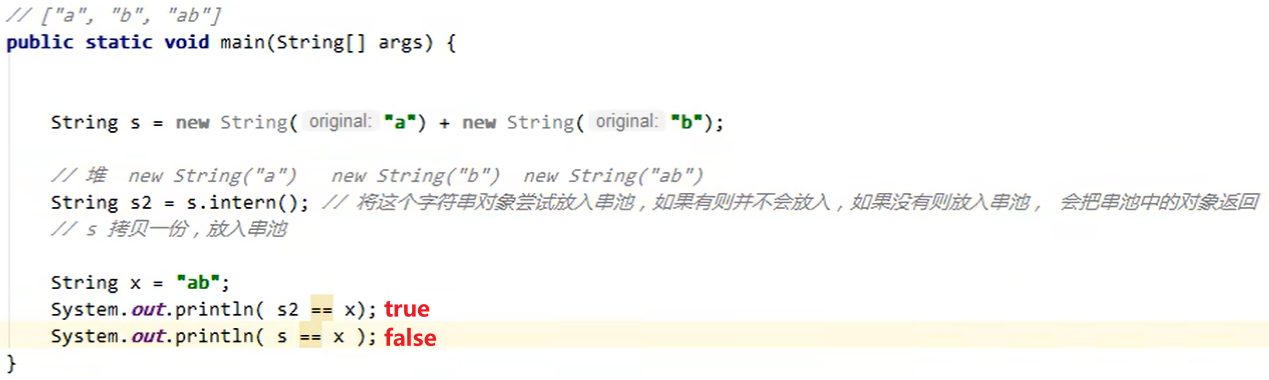 // ["a", "b", "ab"]
public static void main(String[] args) {
String s = new String( original: "a") + new String( original: "b");
// 堆 new String("a") new String("b") new String("ab")
String s2 = s.intern(); // 将这个字符串对象尝试放入串池，如果有则并不会放入，如果没有则放入串池， 会把串池中的对象返回
// s 拷贝一份，放入串池
String x = "ab";
System.out.println( s2 == x); true
System.out.println( s == x ); false
}